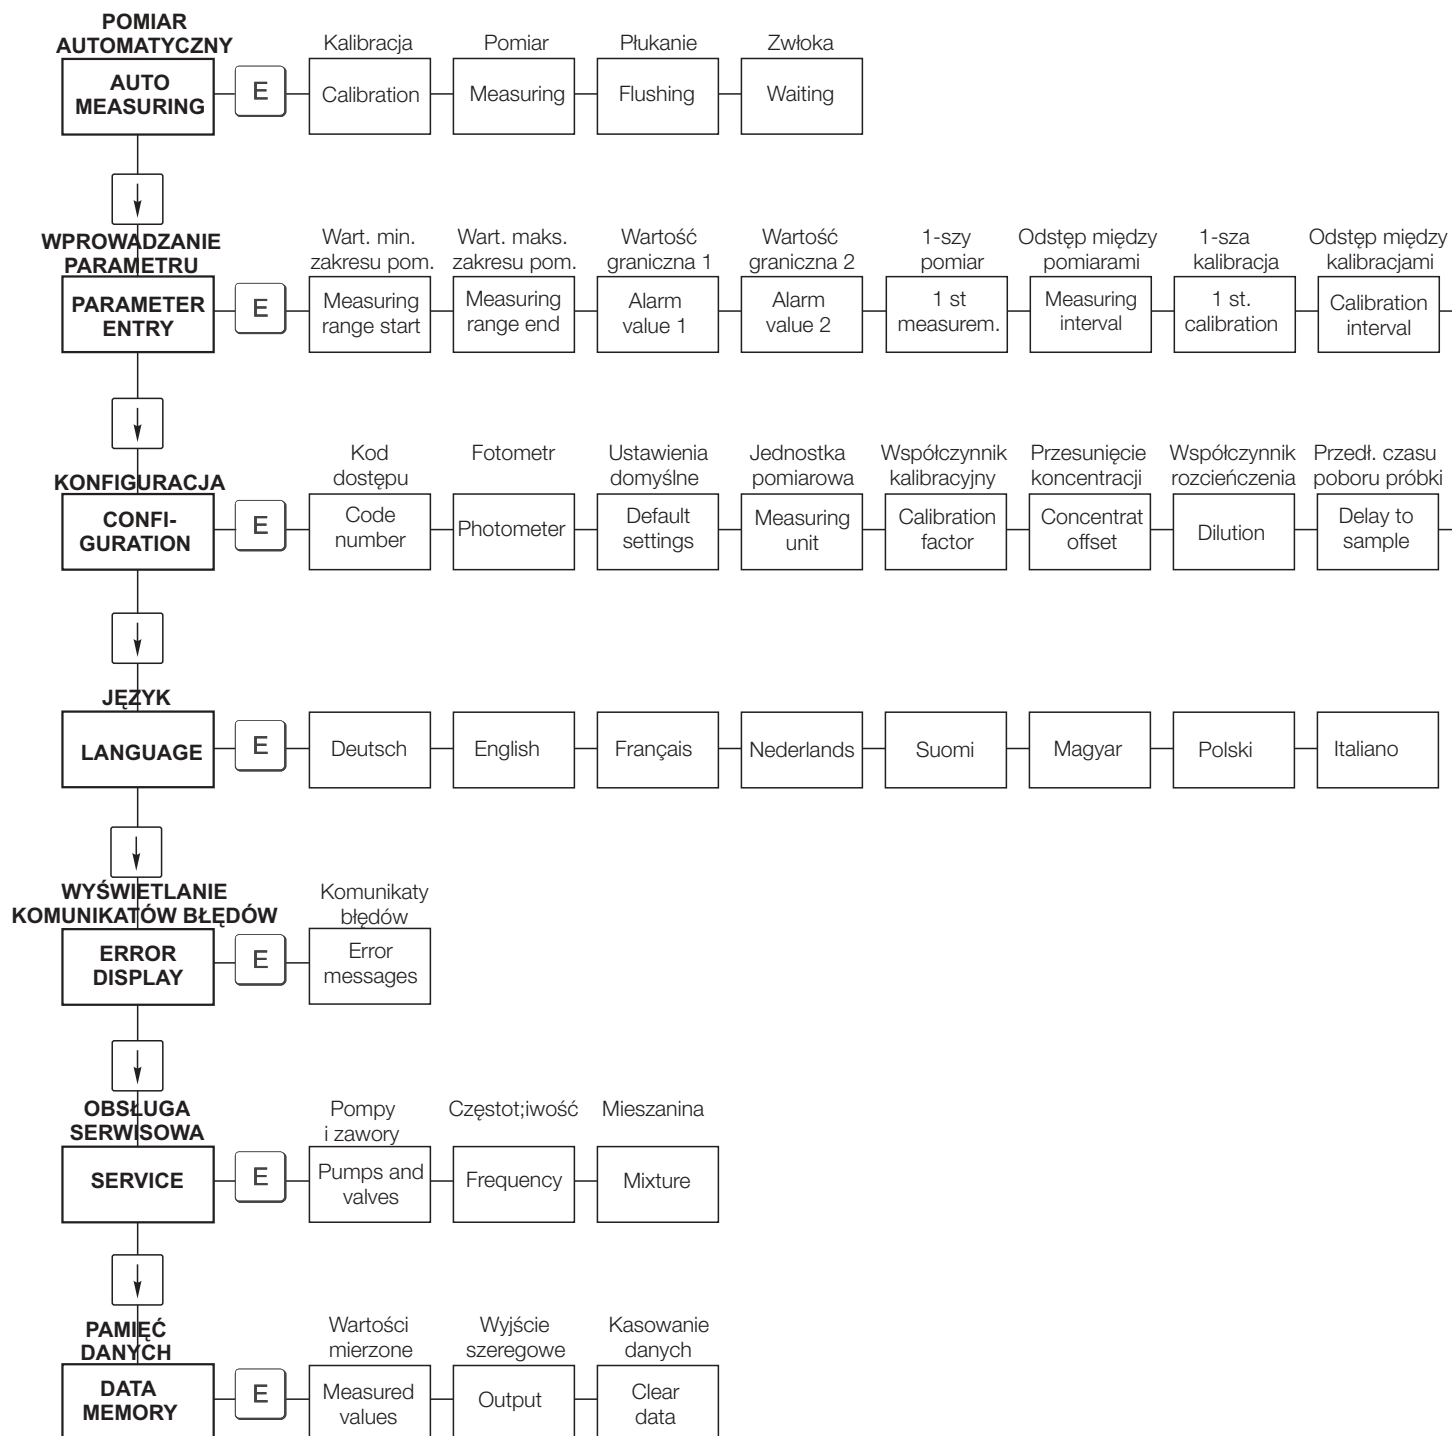 POMIAR
AUTOMATYCZNY
Kalibracja
Pomiar
Płukanie
Zwłoka
AUTO
MEASURING
E
Calibration
Measuring
Flushing
Waiting
WPROWADZANIE
PARAMETRU
Wart. min.
zakresu pom.
Wart. maks.
zakresu pom.
Wartość
graniczna 1
Wartość
graniczna 2
1-szy
pomiar
Odstęp między
pomiarami
1-sza
kalibracja
Odstęp między
kalibracjami
PARAMETER
ENTRY
E
Measuring
range start
Measuring
range end
Alarm
value 1
Alarm
value 2
1 st
measurem.
Measuring
interval
1 st.
calibration
Calibration
interval
KONFIGURACJA
Kod
dostępu
Fotometr
Ustawienia
domyślne
Jednostka
pomiarowa
Współczynnik
kalibracyjny
Przesunięcie
koncentracji
Współczynnik
rozcieńczenia
Przedł. czasu
poboru próbki
CONFI-
GURATION
E
Code
number
Photometer
Default
settings
Measuring
unit
Calibration
factor
Concentrat
offset
Dilution
Delay to
sample
JĘZYK
LANGUAGE
E
Deutsch
English
Français
Nederlands
Suomi
Magyar
Polski
Italiano
WYŚWIETLANIE
KOMUNIKATÓW BŁĘDÓW
Komunikaty
błędów
ERROR
DISPLAY
E
Error
messages
OBSŁUGA
SERWISOWA
Pompy
i zawory
Częstot;iwość
Mieszanina
SERVICE
E
Pumps and
valves
Frequency
Mixture
PAMIĘĆ
DANYCH
Wartości
mierzone
Wyjście
szeregowe
Kasowanie
danych
DATA
MEMORY
E
Measured
values
Output
Clear
data